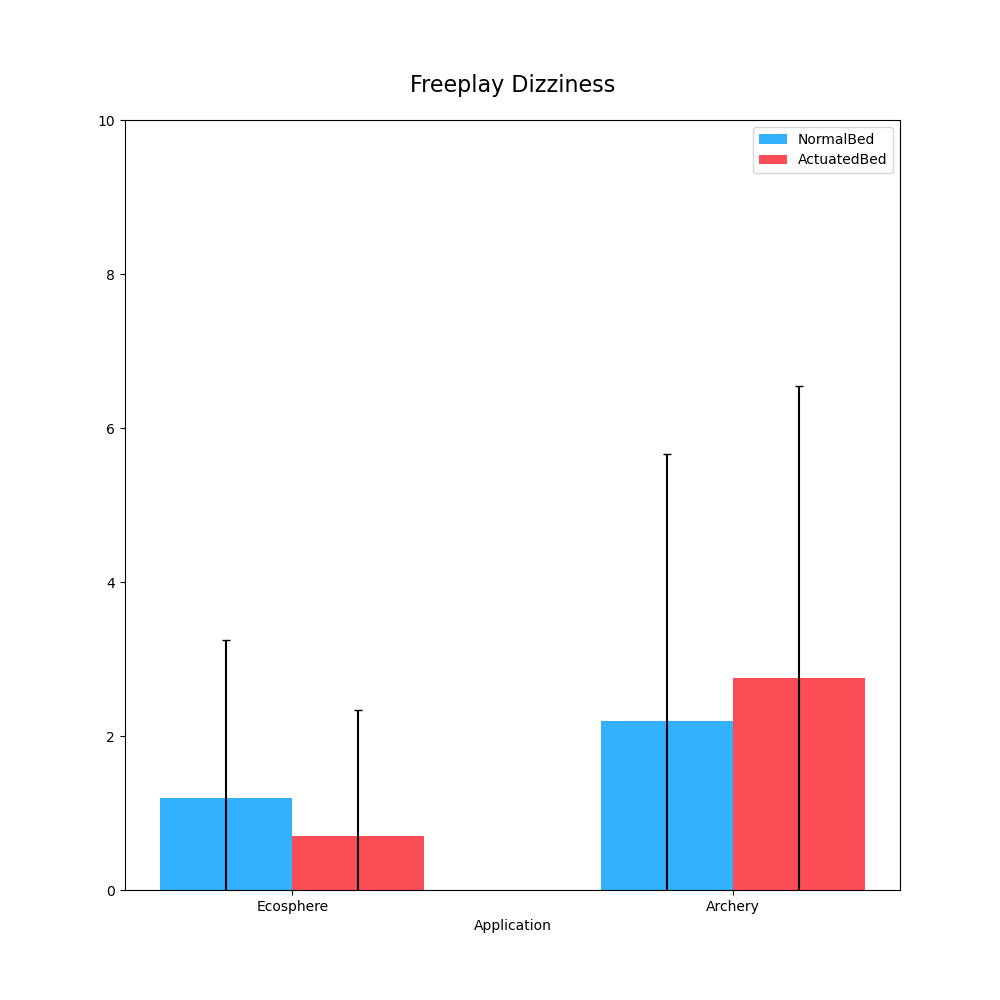 Freeplay Dizziness
NormalBed
ActuatedBed
10
8
6
4
2
0
Ecosphere
Archery
Application